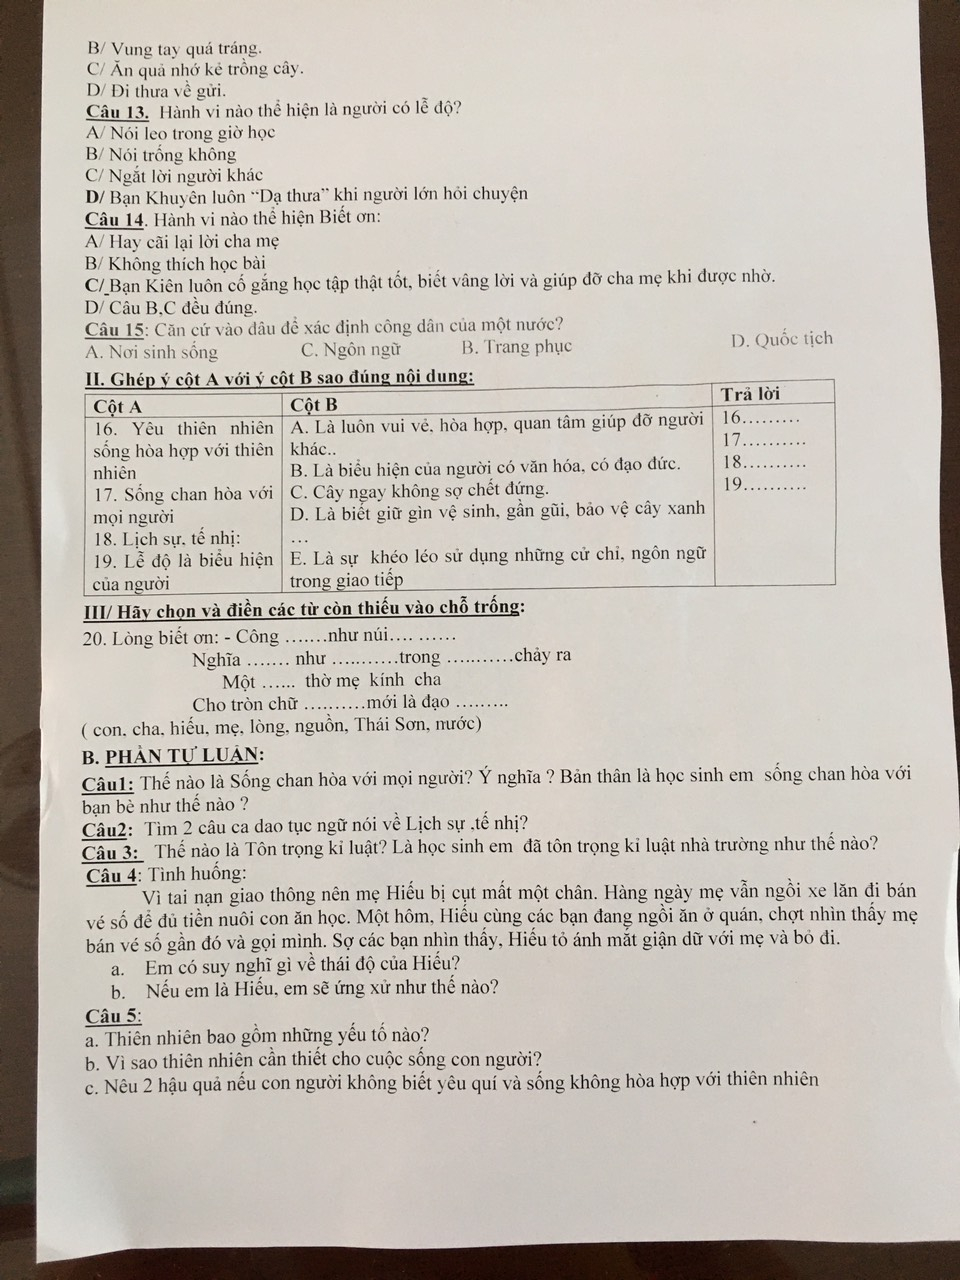 B/ Vung tay quá tráng.
C/ Ăn quả nhớ kẻ trồng cây.
D/ Đi thưa về gửi.
Câu 13. Hành vi nào thể hiện là người có lễ độ?
A/ Nói leo trong giờ học
B/ Nói trống không
C/ Ngắt lời người khác
D/ Bạn Khuyên luôn “Dạ thưa” khi người lớn hỏi chuyện
Câu 14. Hành vi nào thể hiện Biết ơn:
A/ Hay cãi lại lời cha mẹ
B/ Không thích học bài
C/ Bạn Kiên luôn cố gắng học tập thật tốt, biết vâng lời và giúp đỡ cha mẹ khi được nhờ.
D/ Câu B,C đều đúng.
Câu 15: Căn cứ vào đâu để xác định công dân của một nước?
A. Nơi sinh sống C. Ngôn ngữ B. Trang phục D. Quốc tịch
II. Ghép ý cột A với ý cột B sao đúng nội dung:
Cột A
16. Yêu thiên nhiên
sống hòa hợp với thiên
nhiên
17. Sống chan hòa với
mọi người
18. Lịch sự, tế nhị:
19. Lễ độ là biểu hiện
của người
Cột B
A. Là luôn vui vẻ, hòa hợp, quan tâm giúp đỡ người
khác..
B. Là biểu hiện của người có văn hóa, có đạo đức.
C. Cây ngay không sợ chết đứng.
D. Là biết giữ gìn vệ sinh, gần gũi, bảo vệ cây xanh
…
E. Là sự khéo léo sử dụng những cử chỉ, ngôn ngữ
trong giao tiếp
Trả lời
16.........
17..........
18..........
19..........
III/ Hãy chọn và điền các từ còn thiếu vào chỗ trống:
20. Lòng biết ơn: - Công …….như núi…. ……
Nghĩa ……. như ………..trong ………..chảy ra
Một …... thờ mẹ kính cha
Cho tròn chữ ……….mới là đạo ………
( con, cha, hiếu, mẹ, lòng, nguồn, Thái Sơn, nước)
B. PHẦN TỰ LUẬN:
Câu1: Thế nào là Sống chan hòa với mọi người? Ý nghĩa ? Bản thân là học sinh em sống chan hòa với
bạn bè như thế nào ?
Câu2: Tìm 2 câu ca dao tục ngữ nói về Lịch sự ,tế nhị?
Câu 3: Thế nào là Tôn trọng kỉ luật? Là học sinh em đã tôn trọng kỉ luật nhà trường như thế nào?
Câu 4: Tình huống:
Vì tai nạn giao thông nên mẹ Hiếu bị cụt mất một chân. Hàng ngày mẹ vẫn ngồi xe lăn đi bán
vé số để đủ tiền nuôi con ăn học. Một hôm, Hiếu cùng các bạn đang ngồi ăn ở quán, chợt nhìn thấy mẹ
bán vé số gần đó và gọi mình. Sợ các bạn nhìn thấy, Hiếu tỏ ánh mắt giận dữ với mẹ và bỏ đi.
a. Em có suy nghĩ gì về thái độ của Hiếu?
b. Nếu em là Hiếu, em sẽ ứng xử như thế nào?
Câu 5:
a. Thiên nhiên bao gồm những yếu tố nào?
b. Vì sao thiên nhiên cần thiết cho cuộc sống con người?
c. Nêu 2 hậu quả nếu con người không biết yêu quí và sống không hòa hợp với thiên nhiên